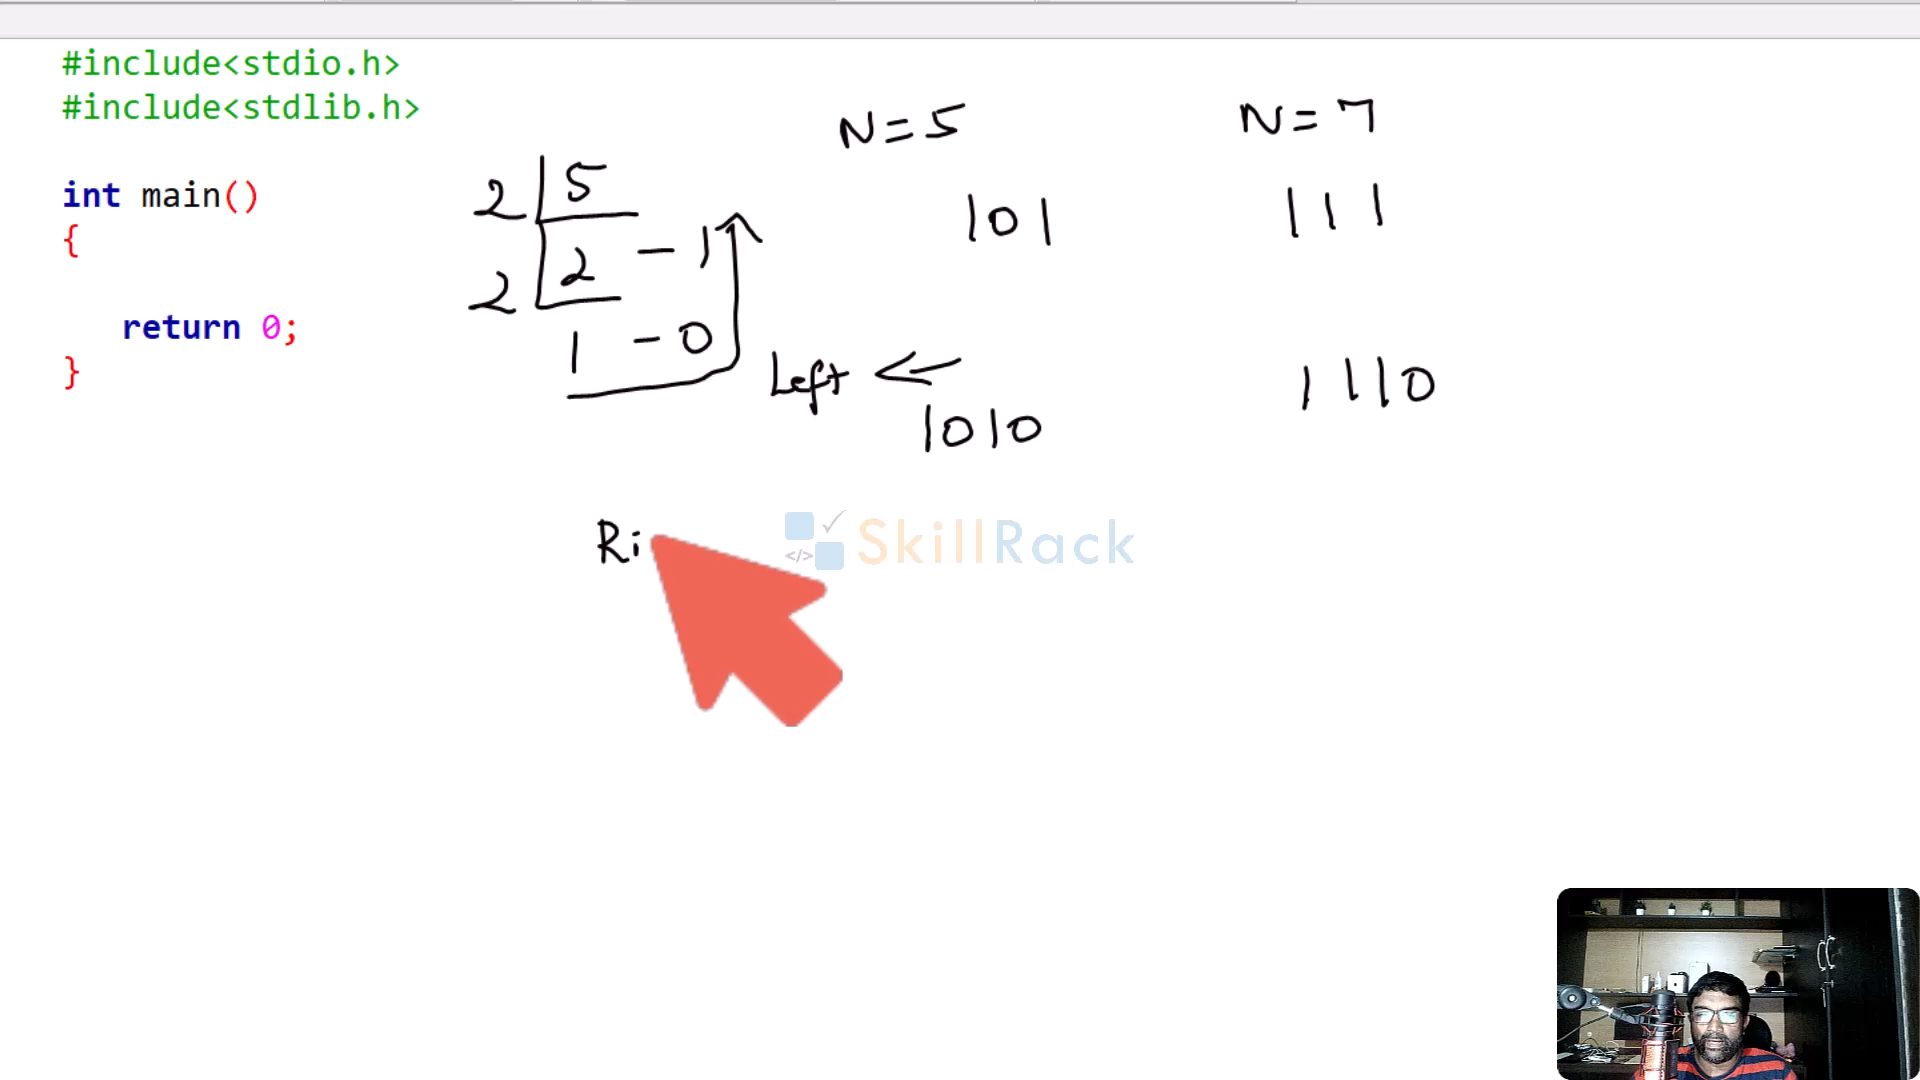 #include<stdio.h>
#include<stdlib.h>
int main()
{
return 0;
}
2 5
2 2 - 1
1 - 0
N = 5
101
Left <-
1010
N = 7
111
1110
Ri
SkillRack